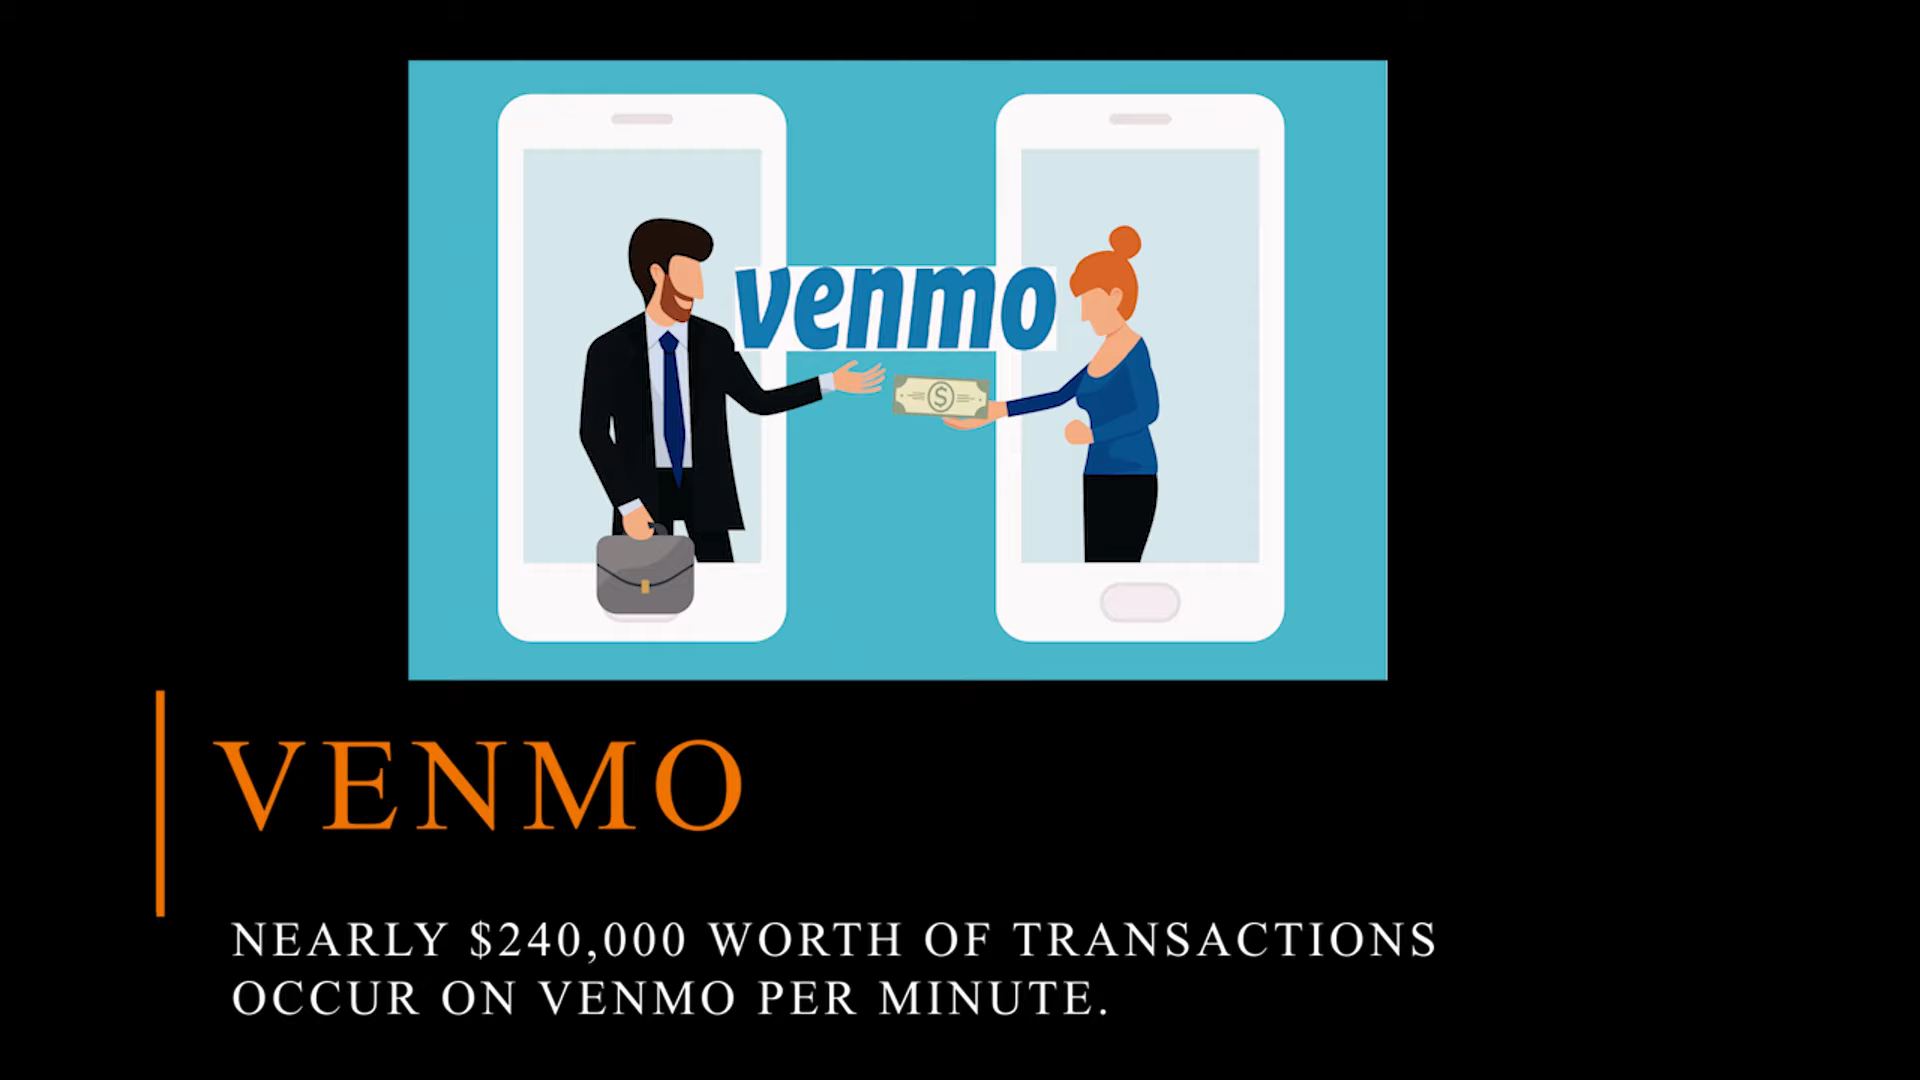 venmo
$
VENMO
NEARLY $240,000 WORTH OF TRANSACTIONS
OCCUR ON VENMO PER MINUTE.